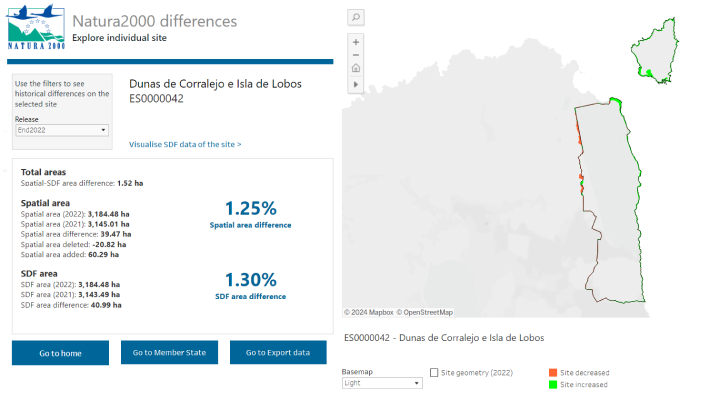 NATURA 2000
Natura2000 differences
Explore individual site
Use the filters to see
historical differences on the
selected site
Release
End2022
Dunas de Corralejo e Isla de Lobos
ES0000042
Visualise SDF data of the site >
Total areas
Spatial-SDF area difference: 1.52 ha
Spatial area
Spatial area (2022): 3,184.48 ha
Spatial area (2021): 3,145.01 ha
Spatial area difference: 39.47 ha
Spatial area deleted: -20.82 ha
Spatial area added: 60.29 ha
1.25%
Spatial area difference
SDF area
SDF area (2022): 3,184.48 ha
SDF area (2021): 3,143.49 ha
SDF area difference: 40.99 ha
1.30%
SDF area difference
Go to home
Go to Member State
Go to Export data
© 2024 Mapbox © OpenStreetMap
ES0000042 - Dunas de Corralejo e Isla de Lobos
Basemap
Light
Site geometry (2022)
Site decreased
Site increased